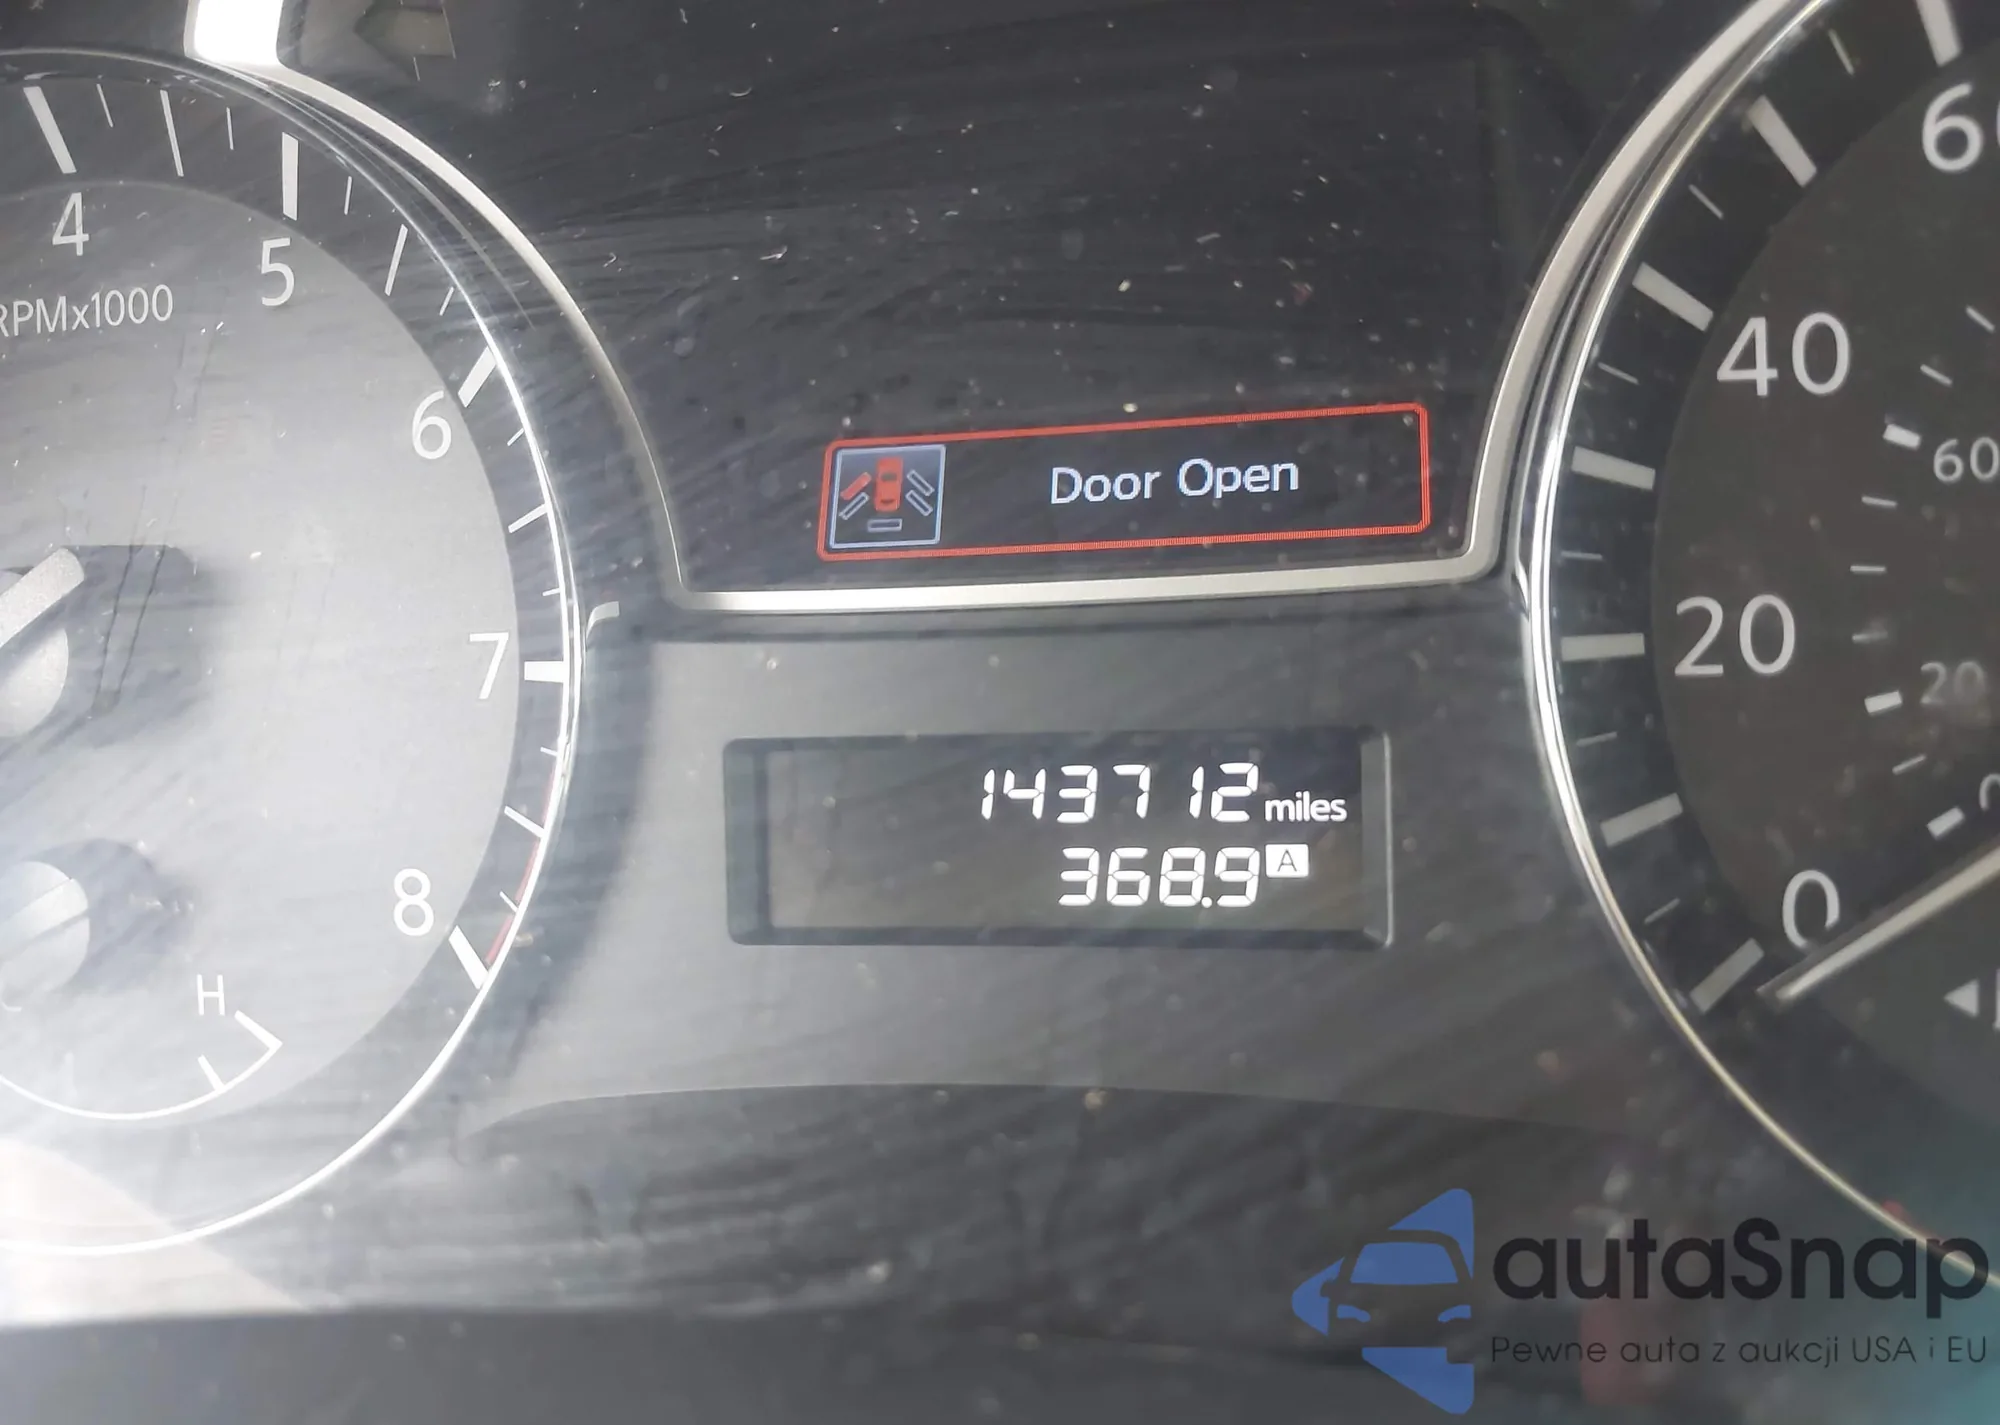 4
5
RPMx1000
6
7
8
H
Door Open
143712 miles
368.9 A
60
40
60
20
20
0
0
autaSnap
Pewne auta z aukcji USA i EU